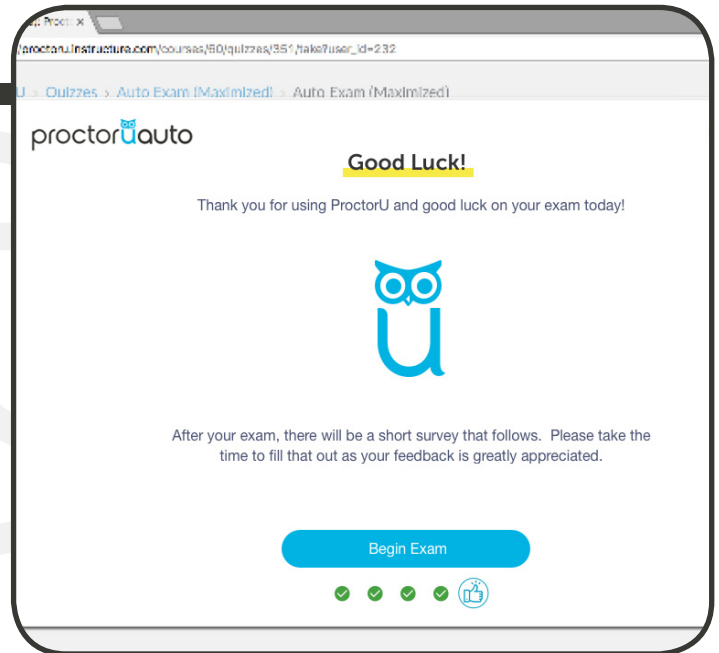 /proctoru.instructure.com/courses/60/quizzes/351/take?user_id=232
U > Quizzes > Auto Exam (Maximized) > Auto Exam (Maximized)
proctoruauto
Good Luck!
Thank you for using ProctorU and good luck on your exam today!
After your exam, there will be a short survey that follows. Please take the
time to fill that out as your feedback is greatly appreciated.
Begin Exam